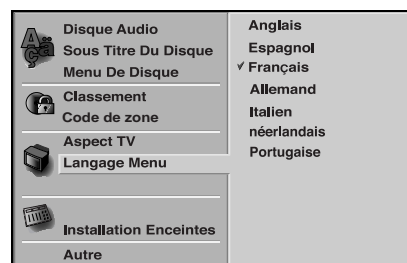 Disque Audio
Sous Titre Du Disque
Menu De Disque
Classement
Code de zone
Aspect TV
Langage Menu
Installation Enceintes
Autre
Anglais
Espagnol
✓ Français
Allemand
Italien
néerlandais
Portugaise